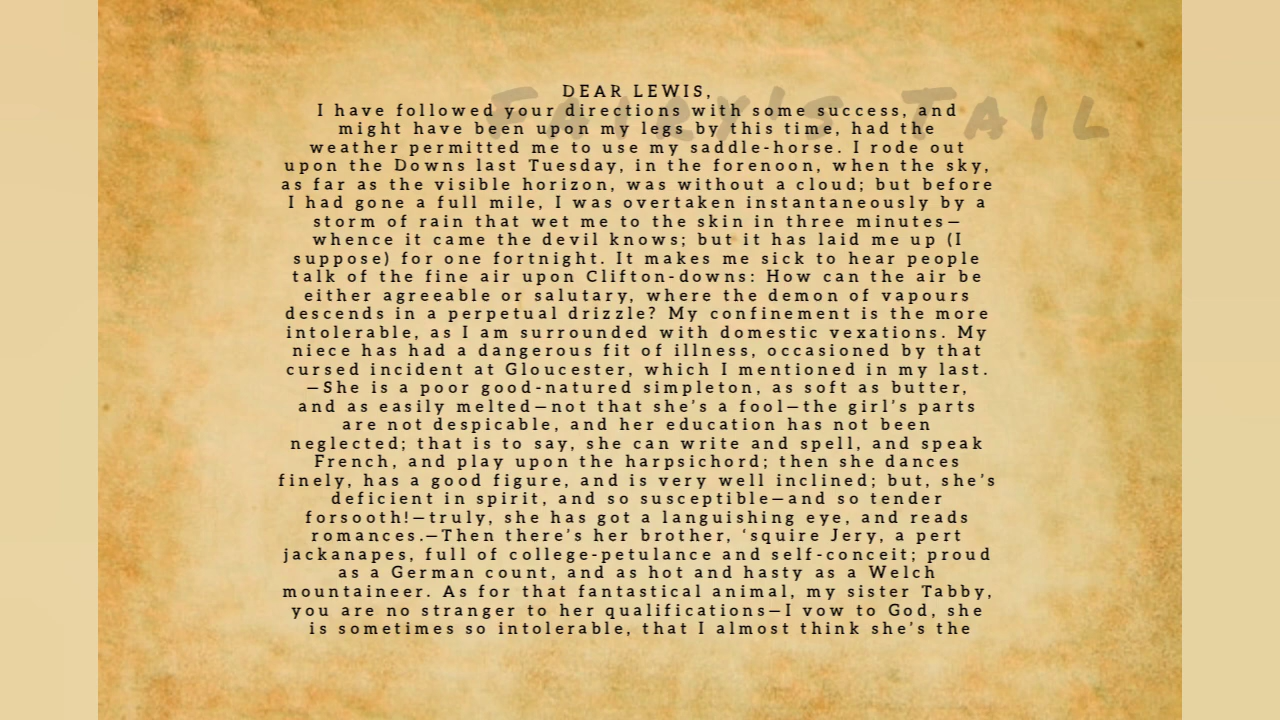 FAIRY'S TAIL
DEAR LEWIS,
I have followed your directions with some success, and
might have been upon my legs by this time, had the
weather permitted me to use my saddle-horse. I rode out
upon the Downs last Tuesday, in the forenoon, when the sky,
as far as the visible horizon, was without a cloud; but before
I had gone a full mile, I was overtaken instantaneously by a
storm of rain that wet me to the skin in three minutes—
whence it came the devil knows; but it has laid me up (I
suppose) for one fortnight. It makes me sick to hear people
talk of the fine air upon Clifton-downs: How can the air be
either agreeable or salutary, where the demon of vapours
descends in a perpetual drizzle? My confinement is the more
intolerable, as I am surrounded with domestic vexations. My
niece has had a dangerous fit of illness, occasioned by that
cursed incident at Gloucester, which I mentioned in my last.
—She is a poor good-natured simpleton, as soft as butter,
and as easily melted—not that she's a fool—the girl's parts
are not despicable, and her education has not been
neglected; that is to say, she can write and spell, and speak
French, and play upon the harpsichord; then she dances
finely, has a good figure, and is very well inclined; but, she's
deficient in spirit, and so susceptible—and so tender
forsooth!—truly, she has got a languishing eye, and reads
romances.—Then there's her brother, 'squire Jery, a pert
jackanapes, full of college-petulance and self-conceit; proud
as a German count, and as hot and hasty as a Welch
mountaineer. As for that fantastical animal, my sister Tabby,
you are no stranger to her qualifications—I vow to God, she
is sometimes so intolerable, that I almost think she's the